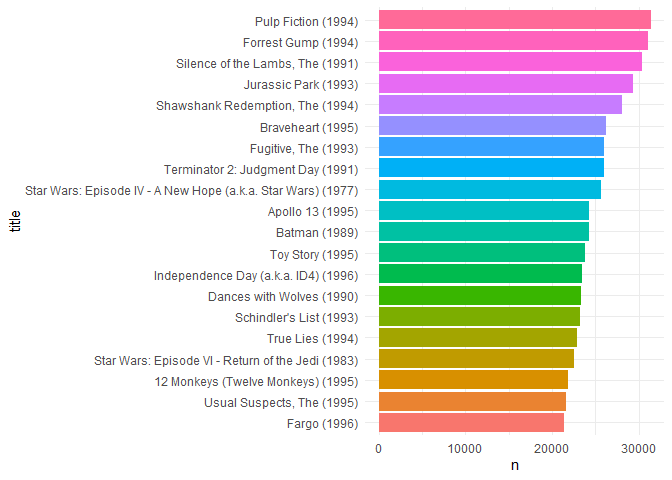 Pulp Fiction (1994)
Forrest Gump (1994)
Silence of the Lambs, The (1991)
Jurassic Park (1993)
Shawshank Redemption, The (1994)
Braveheart (1995)
Fugitive, The (1993)
Terminator 2: Judgment Day (1991)
Star Wars: Episode IV - A New Hope (a.k.a. Star Wars) (1977)
Apollo 13 (1995)
Batman (1989)
Toy Story (1995)
Independence Day (a.k.a. ID4) (1996)
Dances with Wolves (1990)
Schindler's List (1993)
True Lies (1994)
Star Wars: Episode VI - Return of the Jedi (1983)
12 Monkeys (Twelve Monkeys) (1995)
Usual Suspects, The (1995)
Fargo (1996)
title
0 10000 20000 30000
n